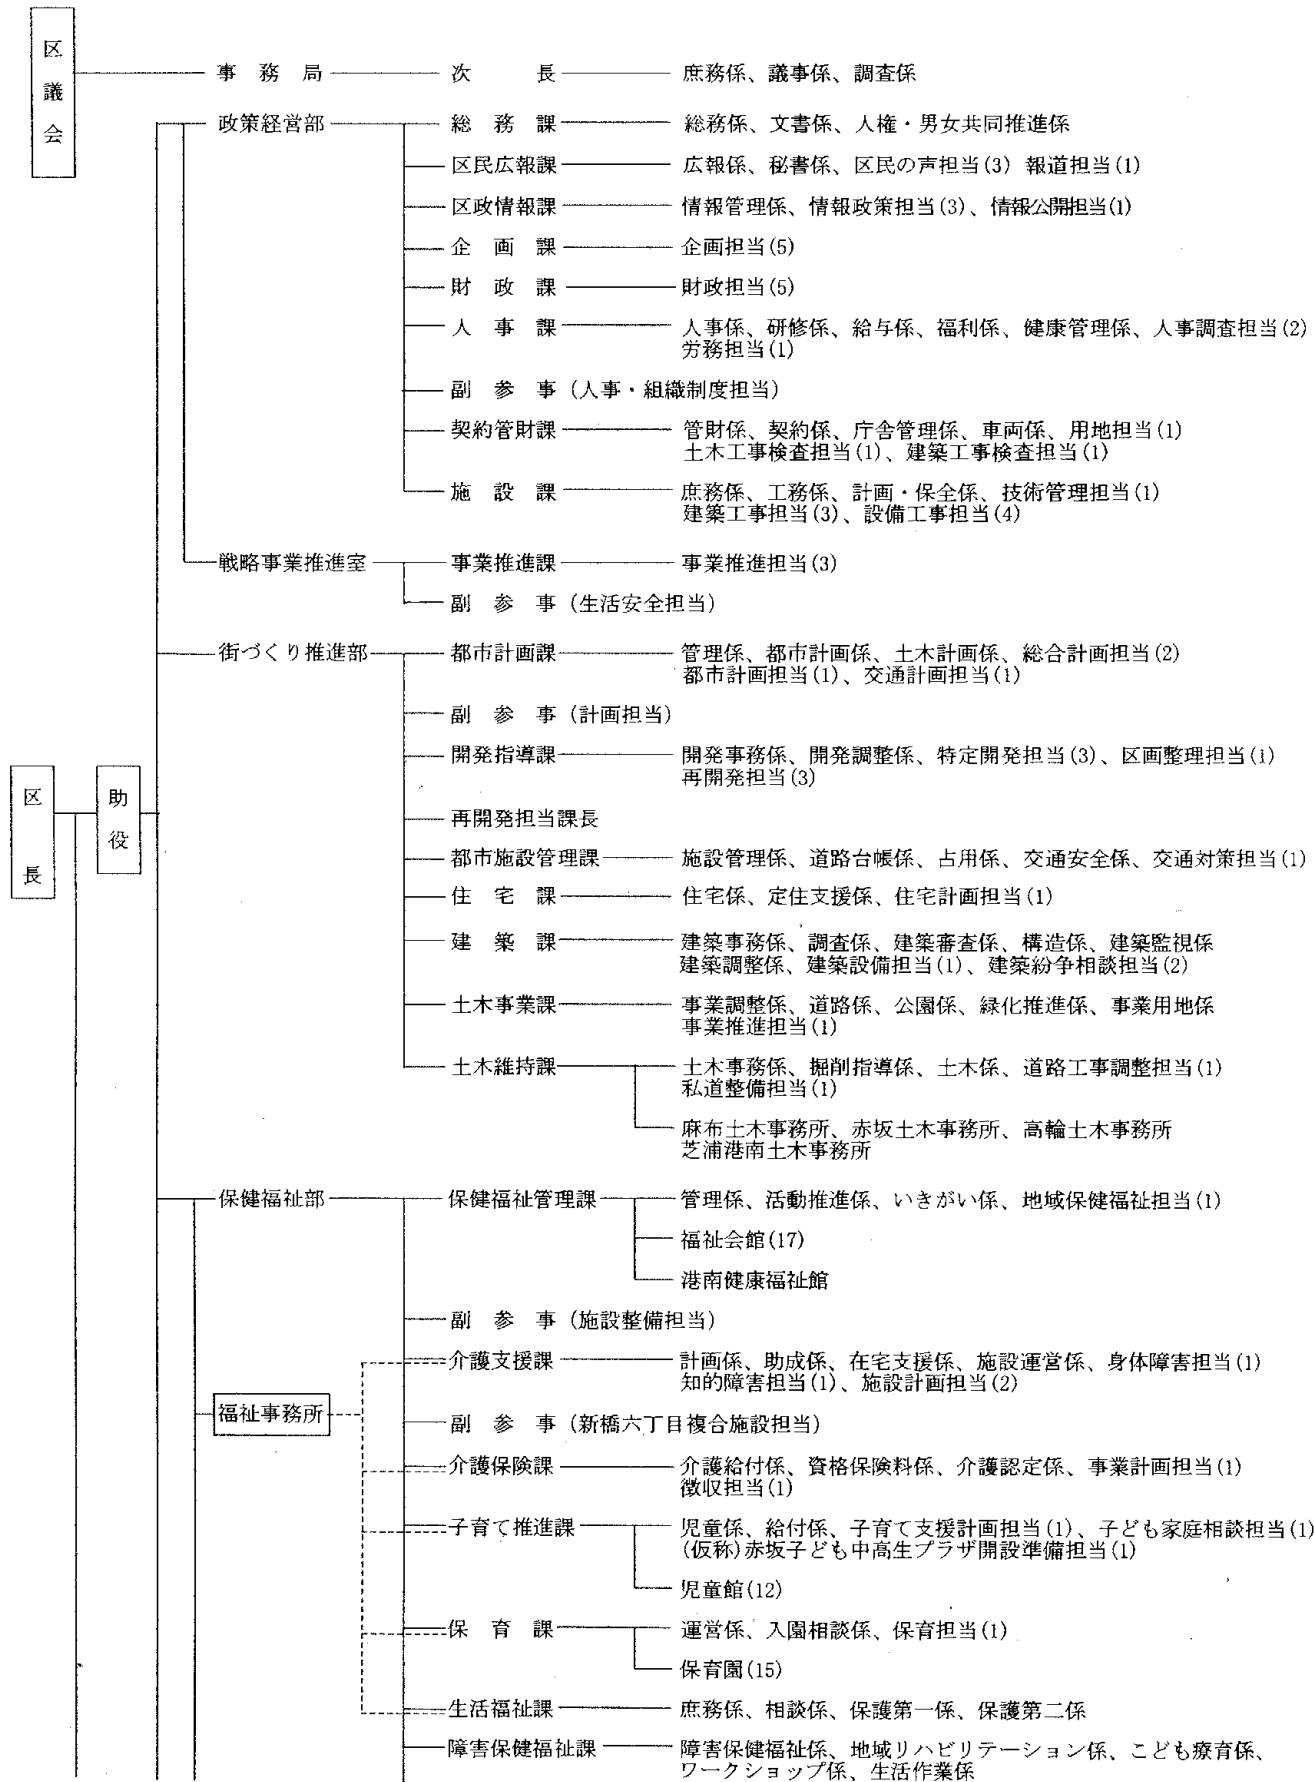 区議会
事務局 次長 庶務係、議事係、調査係
政策経営部 総務課 総務係、文書係、人権・男女共同推進係
区民広報課 広報係、秘書係、区民の声担当(3) 報道担当(1)
区政情報課 情報管理係、情報政策担当(3)、情報公開担当(1)
企画課 企画担当(5)
財政課 財政担当(5)
人事課 人事係、研修係、給与係、福利係、健康管理係、人事調査担当(2)
労務担当(1)
副参事(人事・組織制度担当)
契約管財課 管財係、契約係、庁舎管理係、車両係、用地担当(1)
土木工事検査担当(1)、建築工事検査担当(1)
施設課 庶務係、工務係、計画・保全係、技術管理担当(1)
建築工事担当(3)、設備工事担当(4)
戦略事業推進室 事業推進課 事業推進担当(3)
副参事(生活安全担当)
街づくり推進部 都市計画課 管理係、都市計画係、土木計画係、総合計画担当(2)
都市計画担当(1)、交通計画担当(1)
副参事(計画担当)
開発指導課 開発事務係、開発調整係、特定開発担当(3)、区画整理担当(1)
再開発担当(3)
区長
助役
再開発担当課長
都市施設管理課 施設管理係、道路台帳係、占用係、交通安全係、交通対策担当(1)
住宅課 住宅係、定住支援係、住宅計画担当(1)
建築課 建築事務係、調査係、建築審査係、構造係、建築監視係
建築調整係、建築設備担当(1)、建築紛争相談担当(2)
土木事業課 事業調整係、道路係、公園係、緑化推進係、事業用地係
事業推進担当(1)
土木維持課 土木事務係、掘削指導係、土木係、道路工事調整担当(1)
私道整備担当(1)
麻布土木事務所、赤坂土木事務所、高輪土木事務所
芝浦港南土木事務所
保健福祉部 保健福祉管理課 管理係、活動推進係、いきがい係、地域保健福祉担当(1)
福祉会館(17)
港南健康福祉館
副参事(施設整備担当)
介護支援課 計画係、助成係、在宅支援係、施設運営係、身体障害担当(1)
知的障害担当(1)、施設計画担当(2)
福祉事務所
副参事(新橋六丁目複合施設担当)
介護保険課 介護給付係、資格保険料係、介護認定係、事業計画担当(1)
徴収担当(1)
子育て推進課 児童係、給付係、子育て支援計画担当(1)、子ども家庭相談担当(1)
(仮称)赤坂子ども中高生プラザ開設準備担当(1)
児童館(12)
保育課 運営係、入園相談係、保育担当(1)
保育園(15)
生活福祉課 庶務係、相談係、保護第一係、保護第二係
障害保健福祉課 障害保健福祉係、地域リハビリテーション係、こども療育係、
ワークショップ係、生活作業係